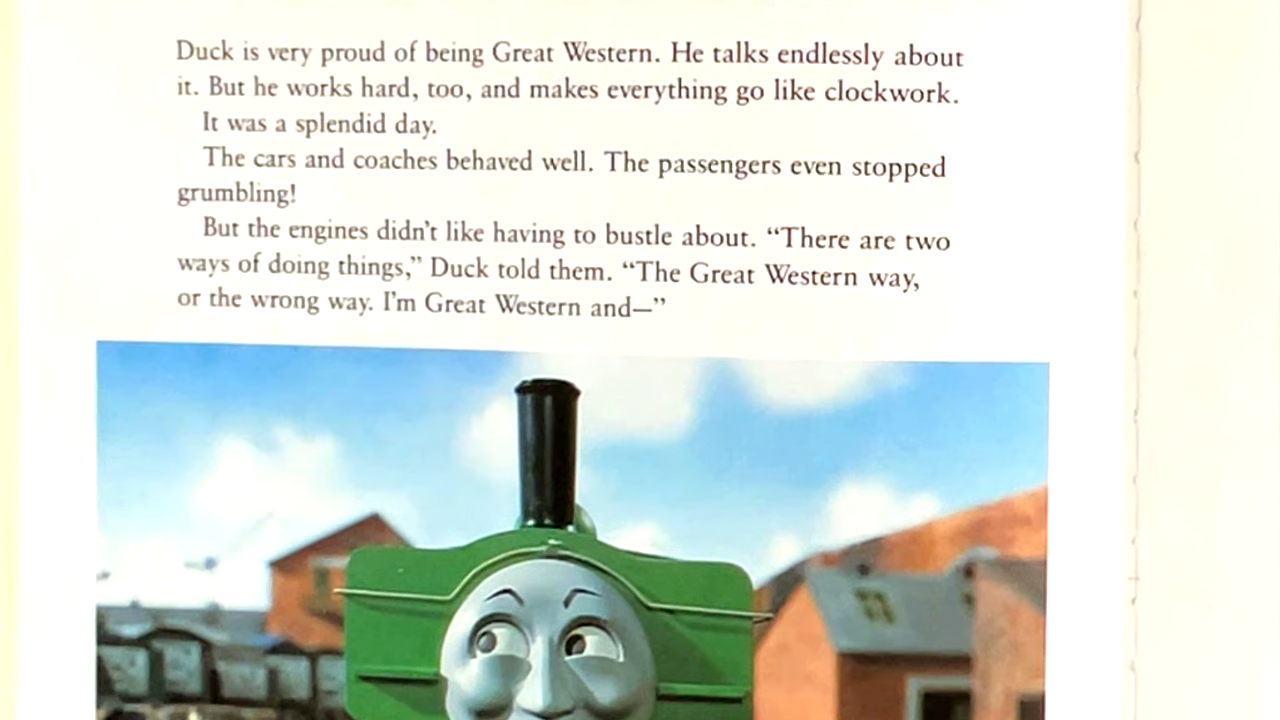 Duck is very proud of being Great Western. He talks endlessly about
it. But he works hard, too, and makes everything go like clockwork.
It was a splendid day.
The cars and coaches behaved well. The passengers even stopped
grumbling!
But the engines didn’t like having to bustle about. “There are two
ways of doing things,” Duck told them. “The Great Western way,
or the wrong way. I’m Great Western and—”